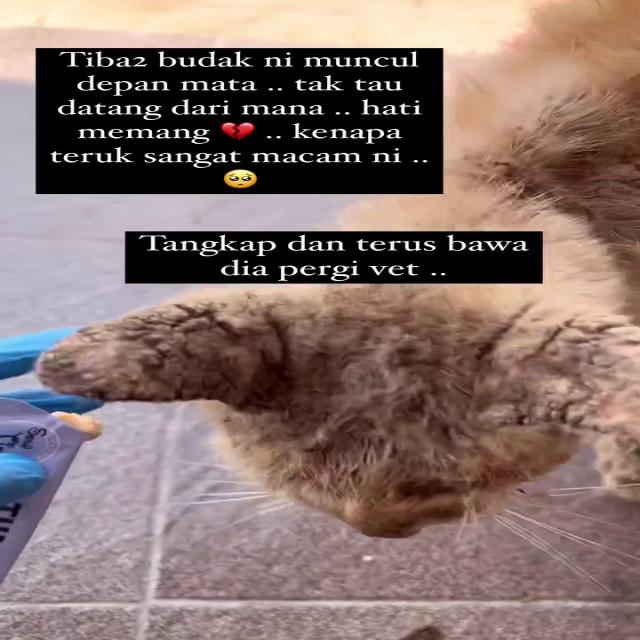 Tiba2 budak ni muncul
depan mata .. tak tau
datang dari mana .. hati
memang 💔 .. kenapa
teruk sangat macam ni ..
🥺
Tangkap dan terus bawa
dia pergi vet ..